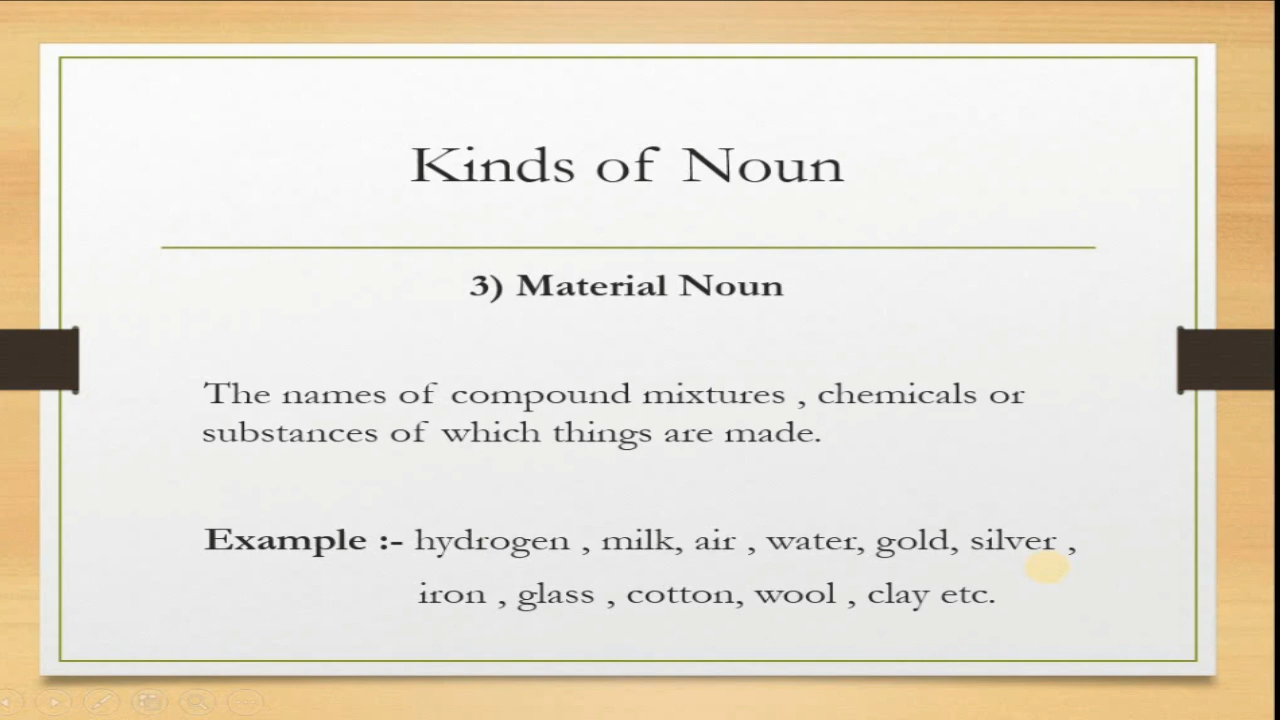 Kinds of Noun
3) Material Noun
The names of compound mixtures , chemicals or
substances of which things are made.
Example :- hydrogen , milk, air , water, gold, silver ,
iron , glass , cotton, wool , clay etc.